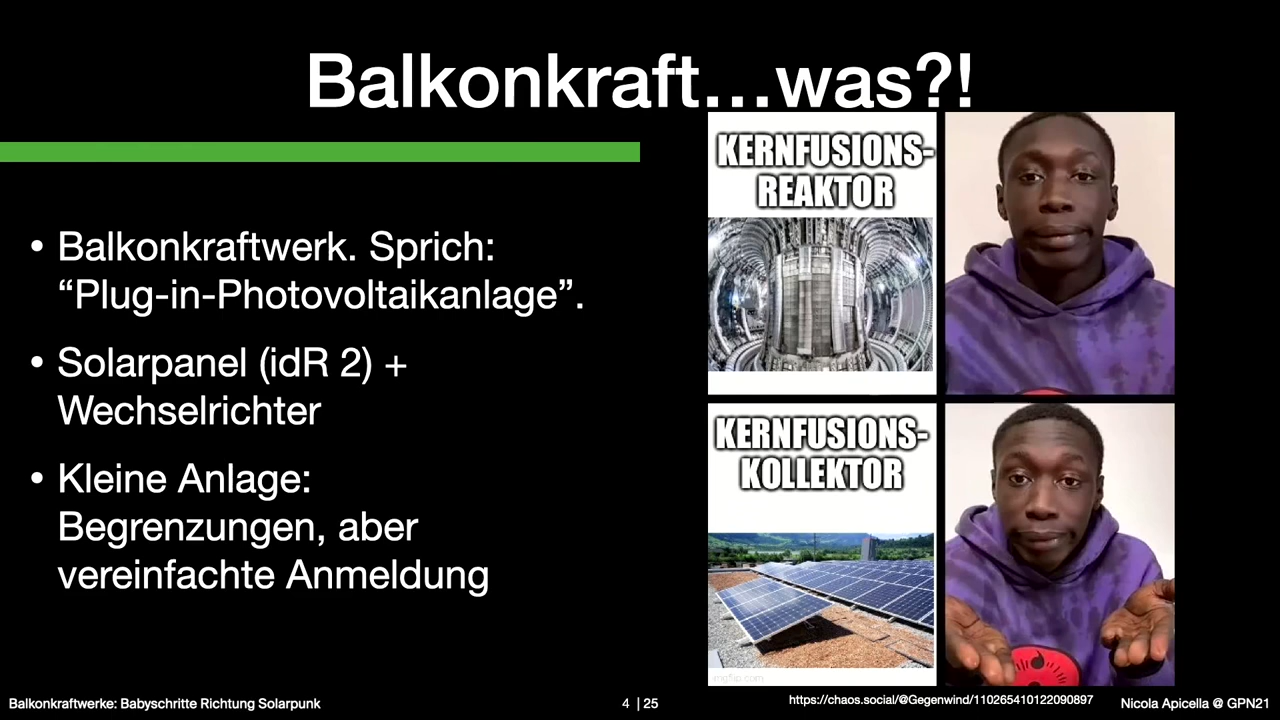 Balkonkraft…was?!
• Balkonkraftwerk. Sprich:
“Plug-in-Photovoltaikanlage”.
• Solarpanel (idR 2) +
Wechselrichter
• Kleine Anlage:
Begrenzungen, aber
vereinfachte Anmeldung
KERNFUSIONS-
REAKTOR
KERNFUSIONS-
KOLLEKTOR
imgflip.com
Balkonkraftwerke: Babyschritte Richtung Solarpunk
4 | 25
https://chaos.social/@Gegenwind/110265410122090897
Nicola Apicella @ GPN21